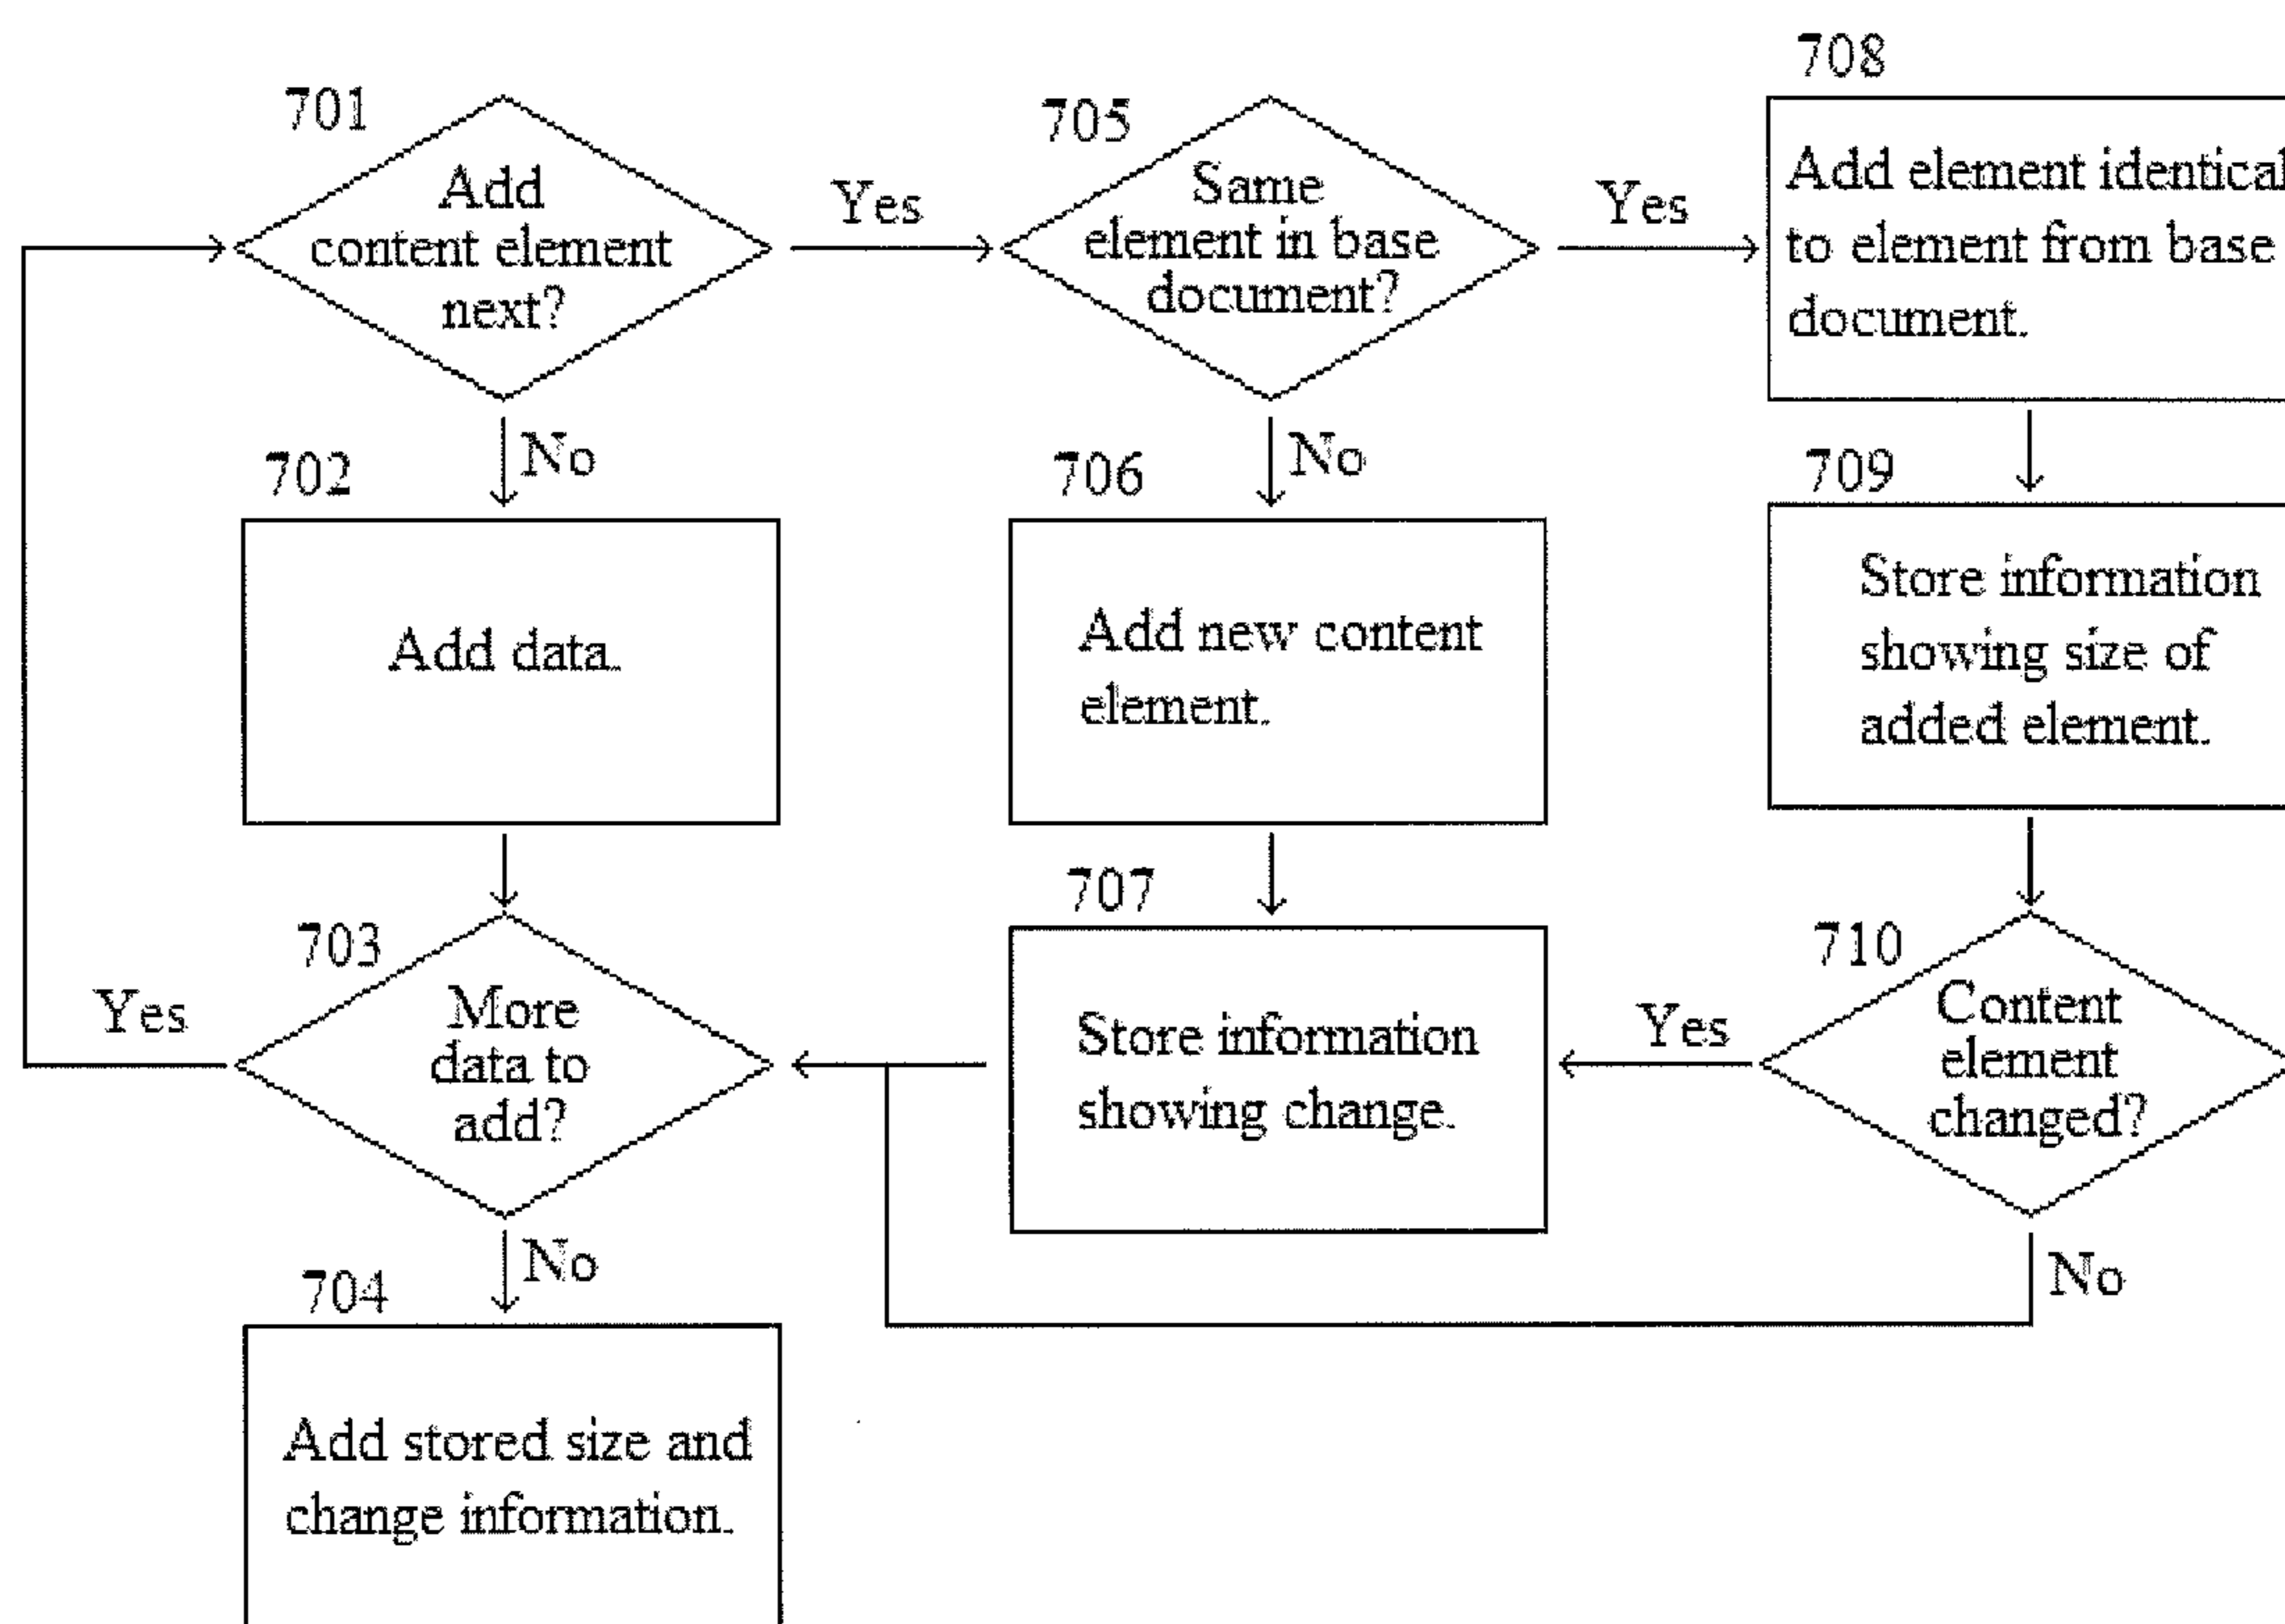 701
Add
content element
next?
Yes
No
702
Add data.
703
More
data to
add?
Yes
No
704
Add stored size and
change information.
705
Same
element in base
document?
Yes
No
706
Add new content
element.
707
Store information
showing change.
708
Add element identical
to element from base
document.
709
Store information
showing size of
added element.
710
Content
element
changed?
Yes
No